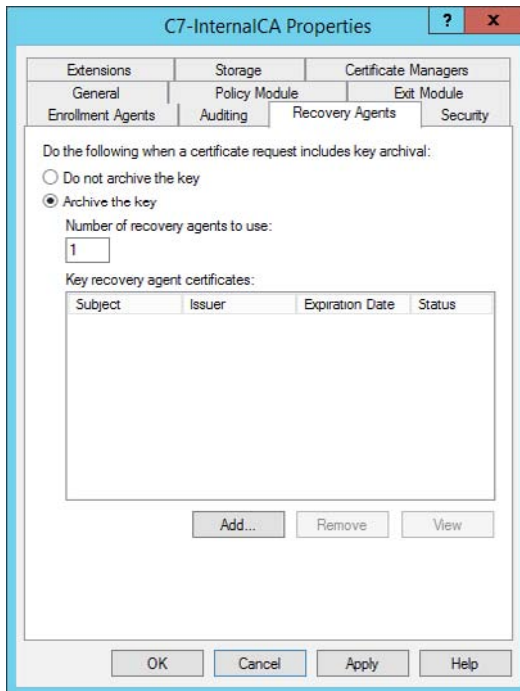 C7-InternalCA Properties
? x
Extensions Storage Certificate Managers
General Policy Module Exit Module
Enrollment Agents Auditing Recovery Agents Security
Do the following when a certificate request includes key archival:
Do not archive the key
Archive the key
Number of recovery agents to use:
1
Key recovery agent certificates:
Subject Issuer Expiration Date Status
Add... Remove View
OK Cancel Apply Help